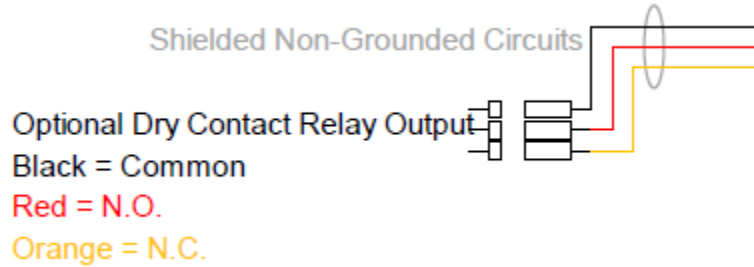 Shielded Non-Grounded Circuits
Optional Dry Contact Relay Output
Black = Common
Red = N.O.
Orange = N.C.